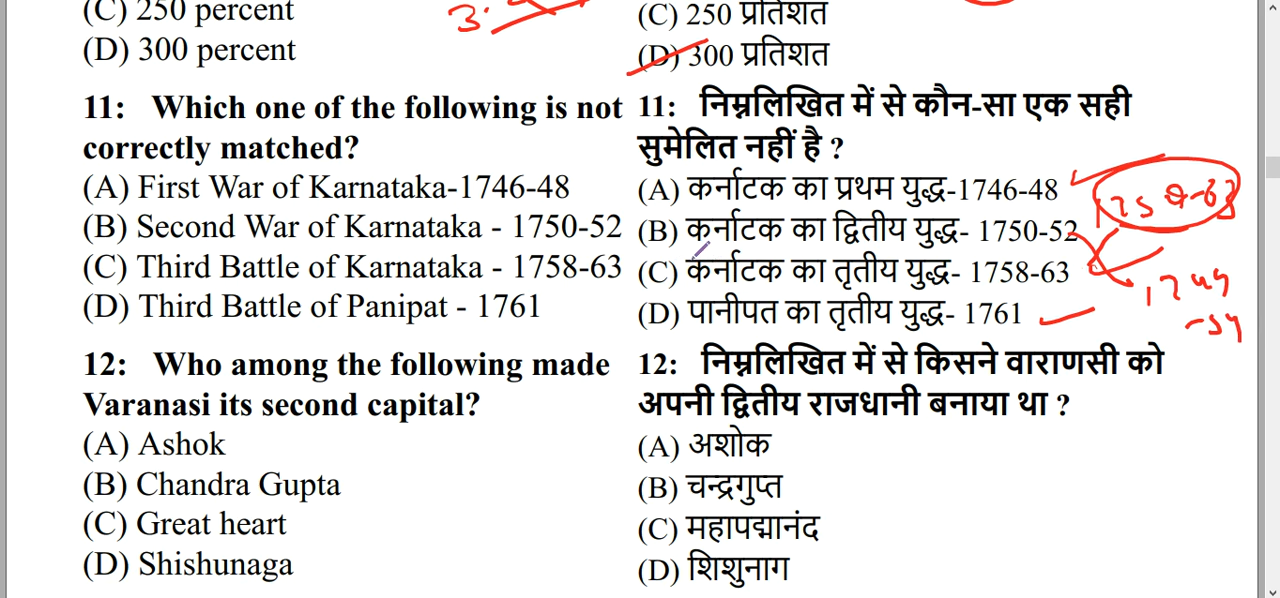 (C) 250 percent
(D) 300 percent
11: Which one of the following is not
correctly matched?
(A) First War of Karnataka-1746-48
(B) Second War of Karnataka - 1750-52
(C) Third Battle of Karnataka - 1758-63
(D) Third Battle of Panipat - 1761
12: Who among the following made
Varanasi its second capital?
(A) Ashok
(B) Chandra Gupta
(C) Great heart
(D) Shishunaga
(C) 250 प्रतिशत
(D) 300 प्रतिशत
11: निम्नलिखित में से कौन-सा एक सही
सुमेलित नहीं है ?
(A) कर्नाटक का प्रथम युद्ध-1746-48
(B) कर्नाटक का द्वितीय युद्ध- 1750-52
(C) कर्नाटक का तृतीय युद्ध- 1758-63
(D) पानीपत का तृतीय युद्ध- 1761
12: निम्नलिखित में से किसने वाराणसी को
अपनी द्वितीय राजधानी बनाया था ?
(A) अशोक
(B) चन्द्रगुप्त
(C) महापद्मानंद
(D) शिशुनाग
1749
-54